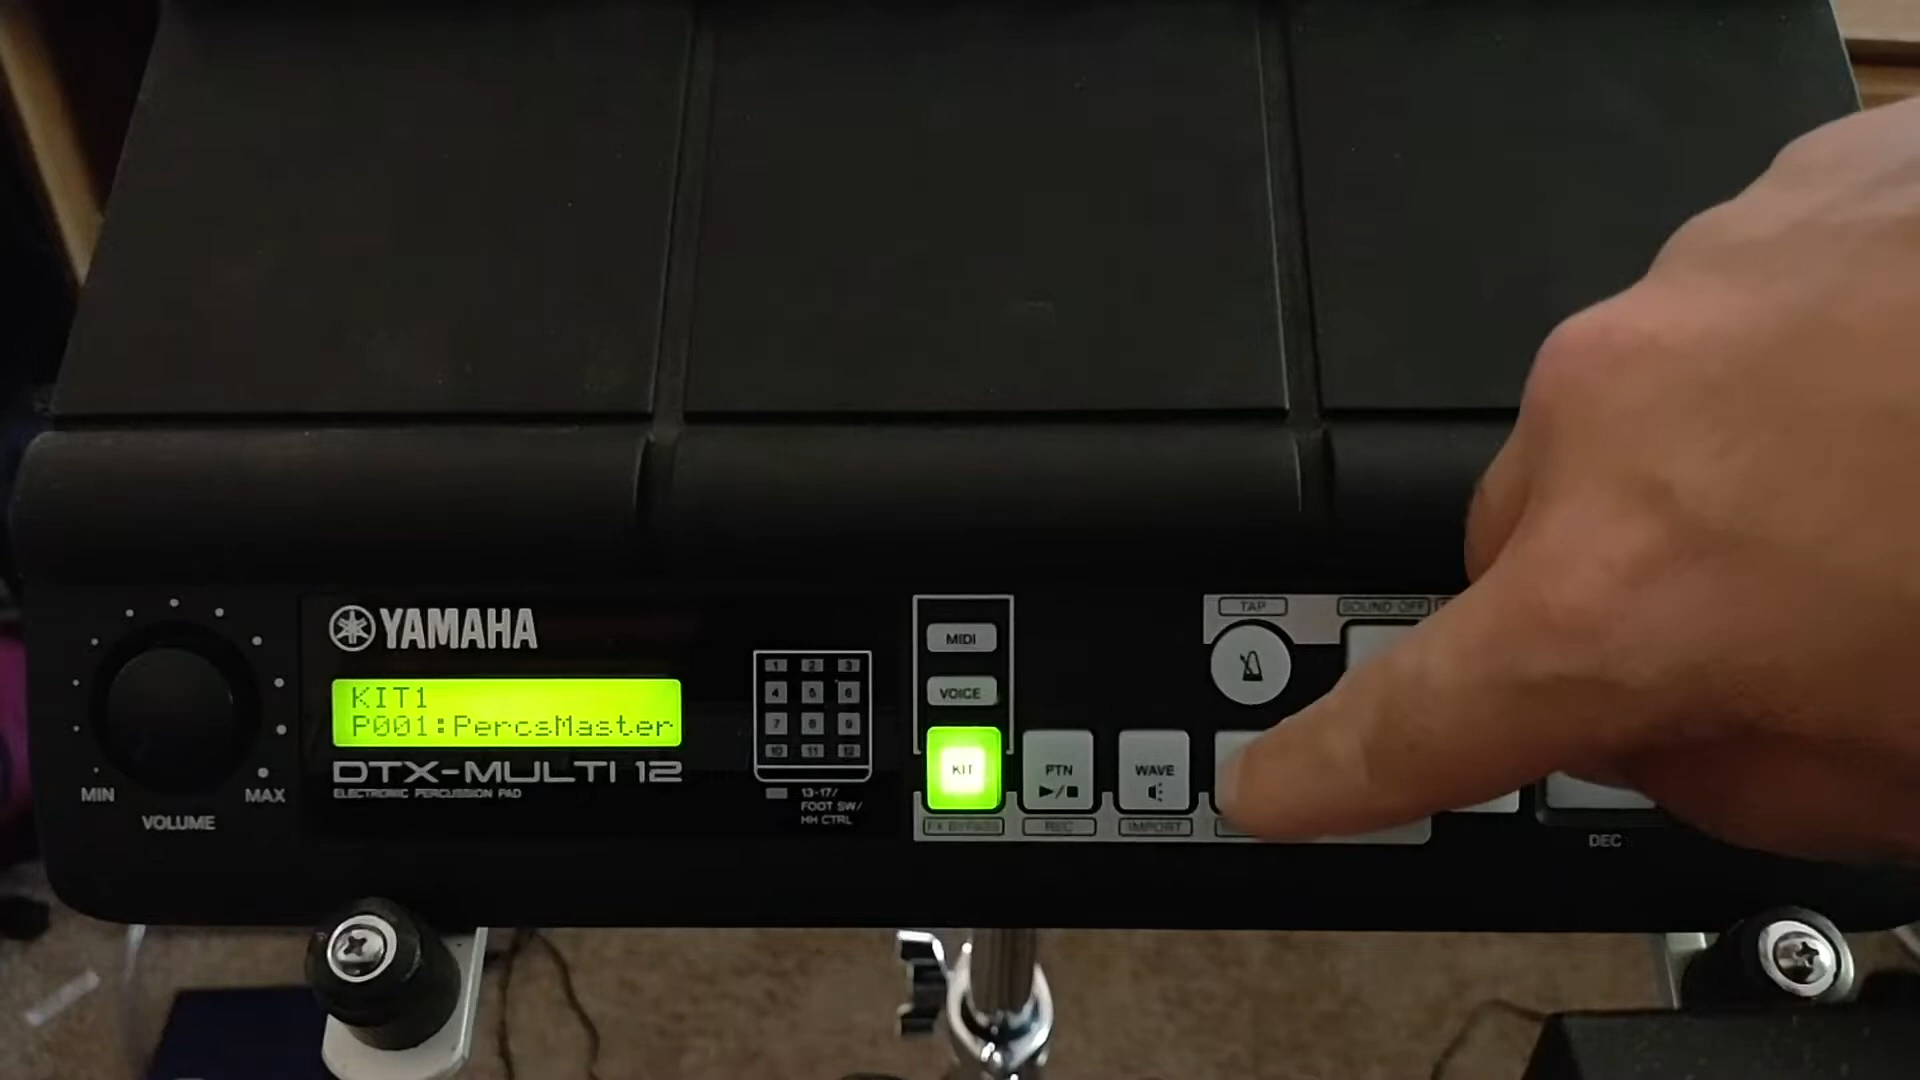 YAMAHA
KIT1
P001:PercsMaster
DTX-MULTI 12
ELECTRONIC PERCUSSION PAD
MIN
MAX
VOLUME
1 2 3
4 5 6
7 8 9
10 11 12
13-17/
FOOT SW/
HH CTRL
MIDI
VOICE
KIT
FX BYPASS
PTN
REC
WAVE
IMPORT
TAP
SOUND OFF
DEC